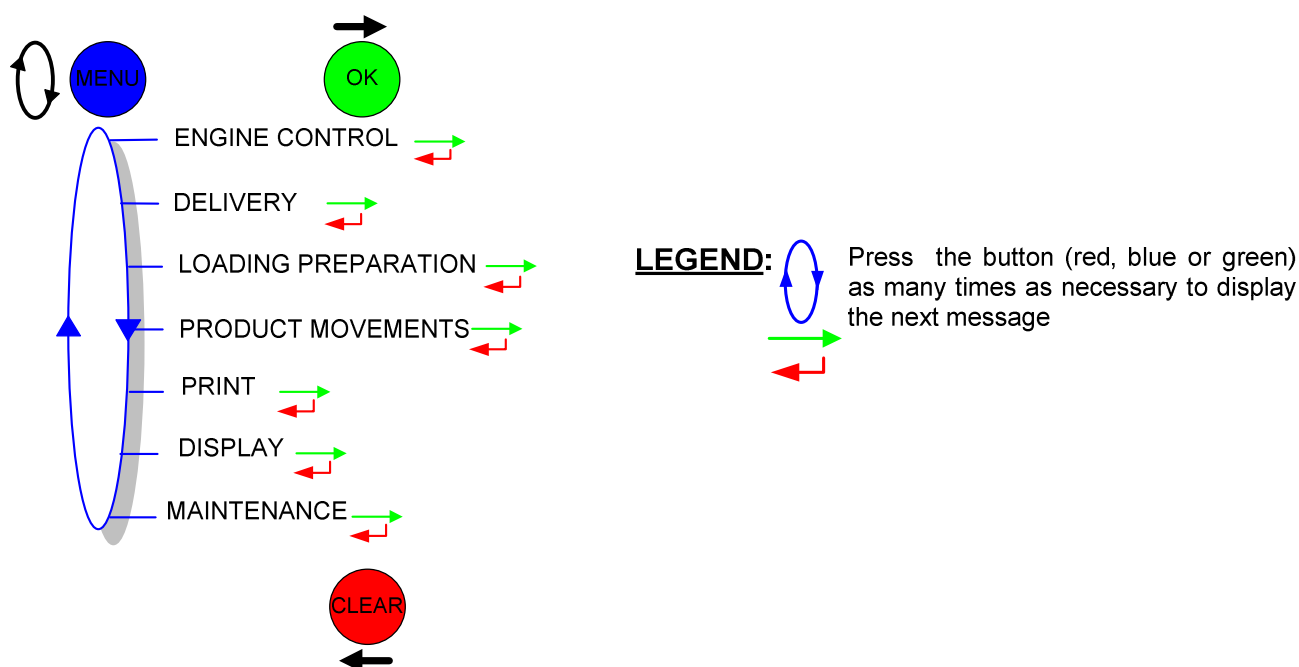 MENU
OK
ENGINE CONTROL
DELIVERY
LOADING PREPARATION
PRODUCT MOVEMENTS
PRINT
DISPLAY
MAINTENANCE
CLEAR
LEGEND:
Press the button (red, blue or green)
as many times as necessary to display
the next message